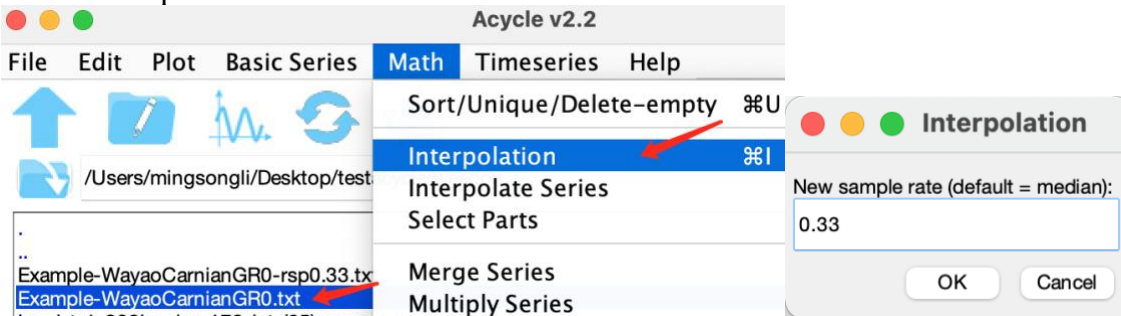 Acycle v2.2
File Edit Plot Basic Series Math Timeseries Help
Sort/Unique/Delete-empty ⌘U
Interpolation ⌘I
Interpolate Series
Select Parts
Merge Series
Multiply Series
/Users/mingsongli/Desktop/test
.
..
Example-WayaoCarnianGR0-rsp0.33.tx
Example-WayaoCarnianGR0.txt
Interpolation
New sample rate (default = median):
0.33
OK Cancel